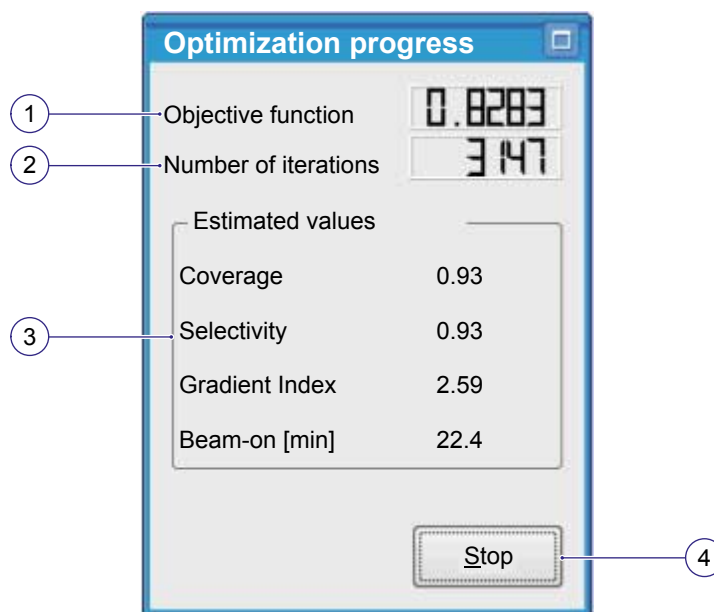 Optimization progress
1 Objective function 0.8283
2 Number of iterations 3147
Estimated values
Coverage 0.93
3 Selectivity 0.93
Gradient Index 2.59
Beam-on [min] 22.4
Stop 4